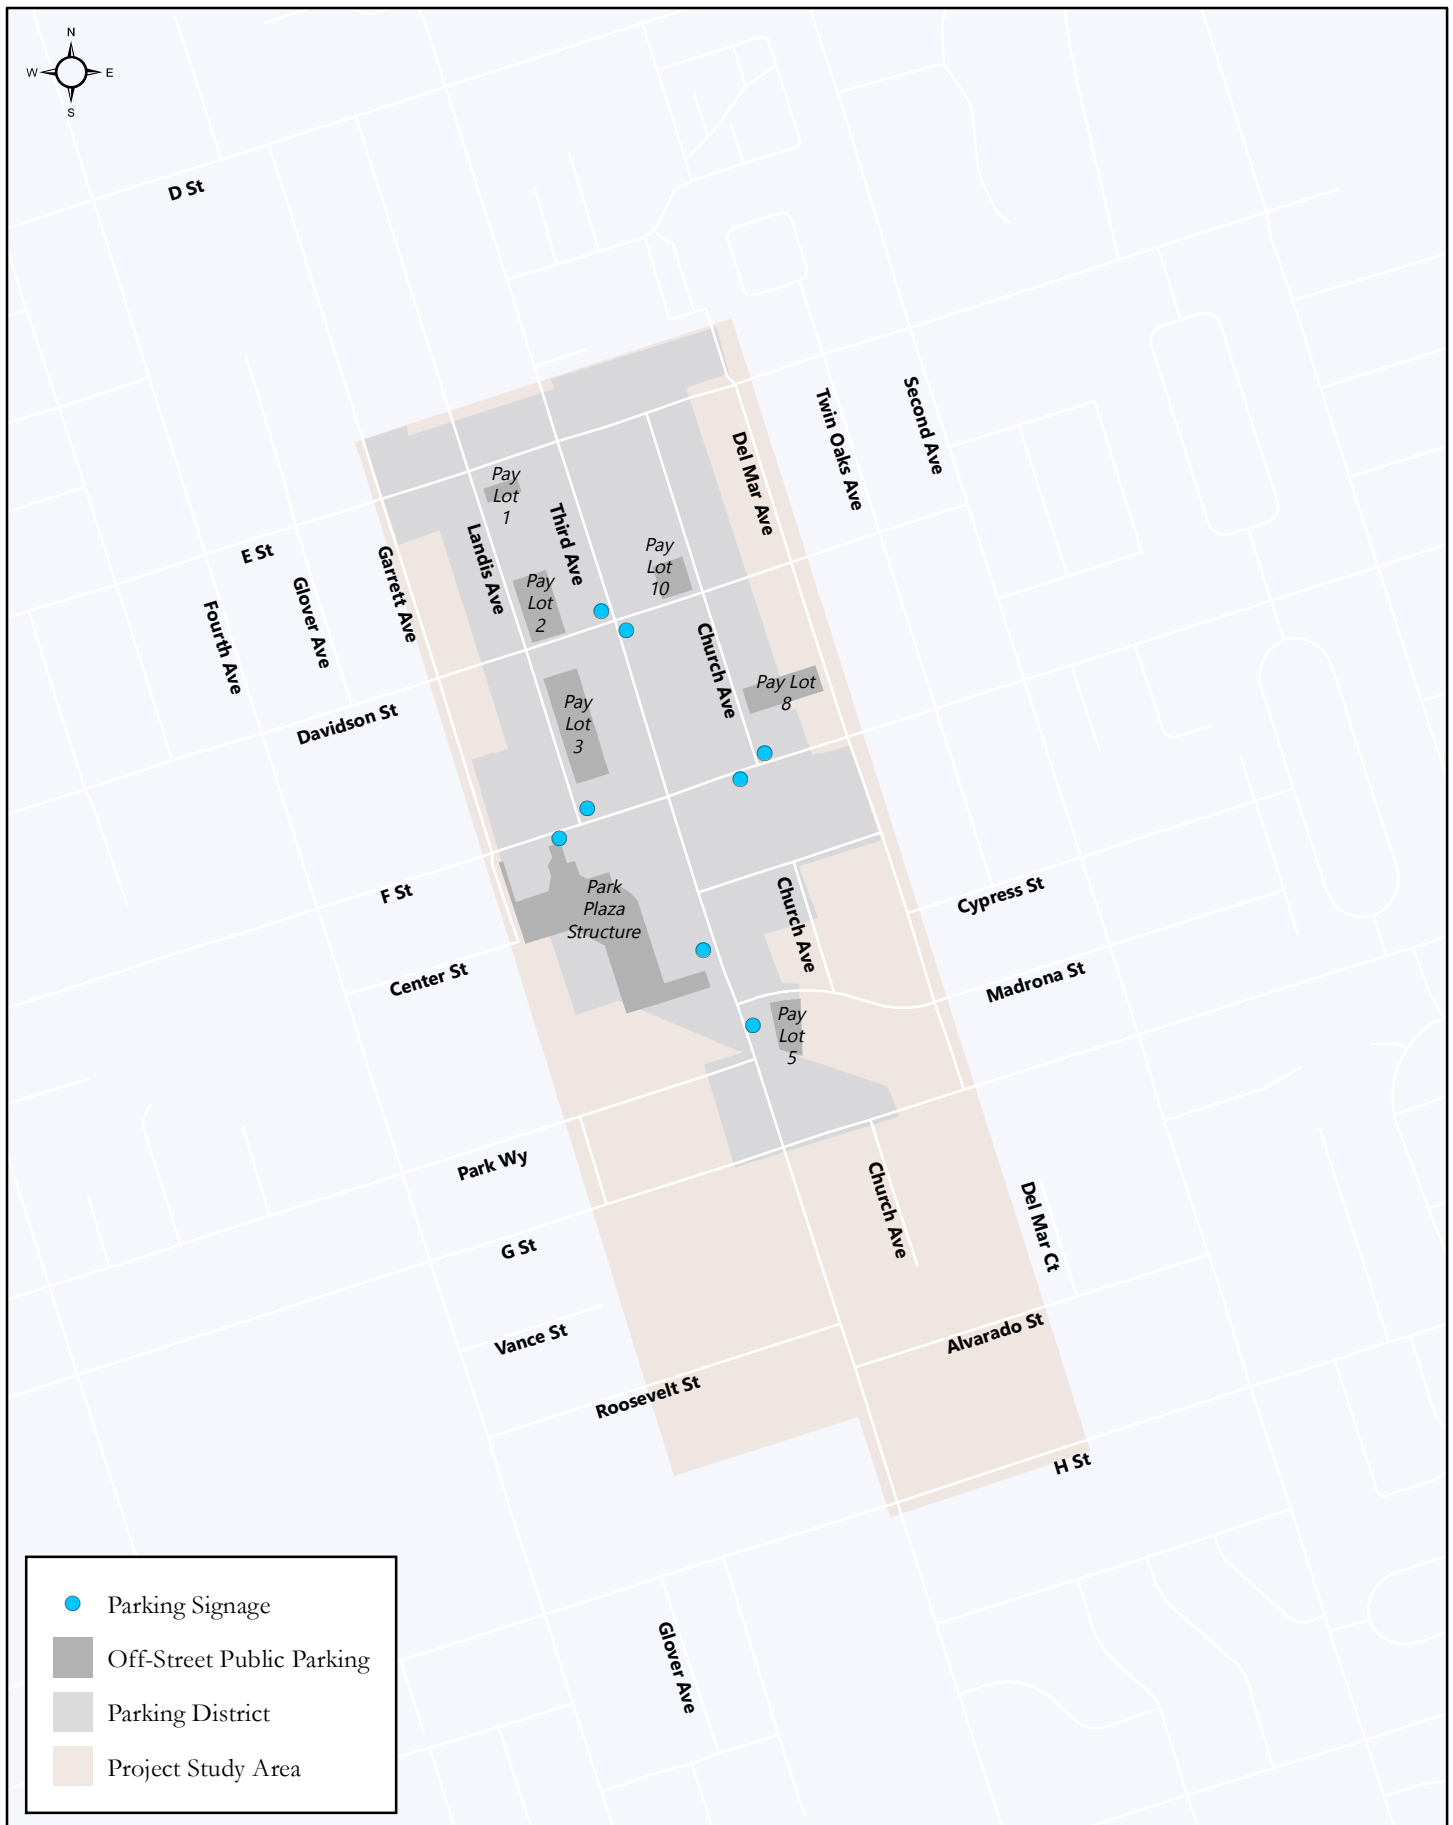 N
W
E
S
D St
Second Ave
Twin Oaks Ave
Del Mar Ave
Pay
Lot
1
Third Ave
Landis Ave
Pay
Lot
10
E St
Garrett Ave
Glover Ave
Fourth Ave
Pay
Lot
2
Church Ave
Pay Lot
8
Davidson St
Pay
Lot
3
F St
Park
Plaza
Structure
Church Ave
Cypress St
Center St
Madrona St
Pay
Lot
5
Park Wy
Church Ave
Del Mar Ct
G St
Vance St
Alvarado St
Roosevelt St
H St
Glover Ave
Parking Signage
Off-Street Public Parking
Parking District
Project Study Area